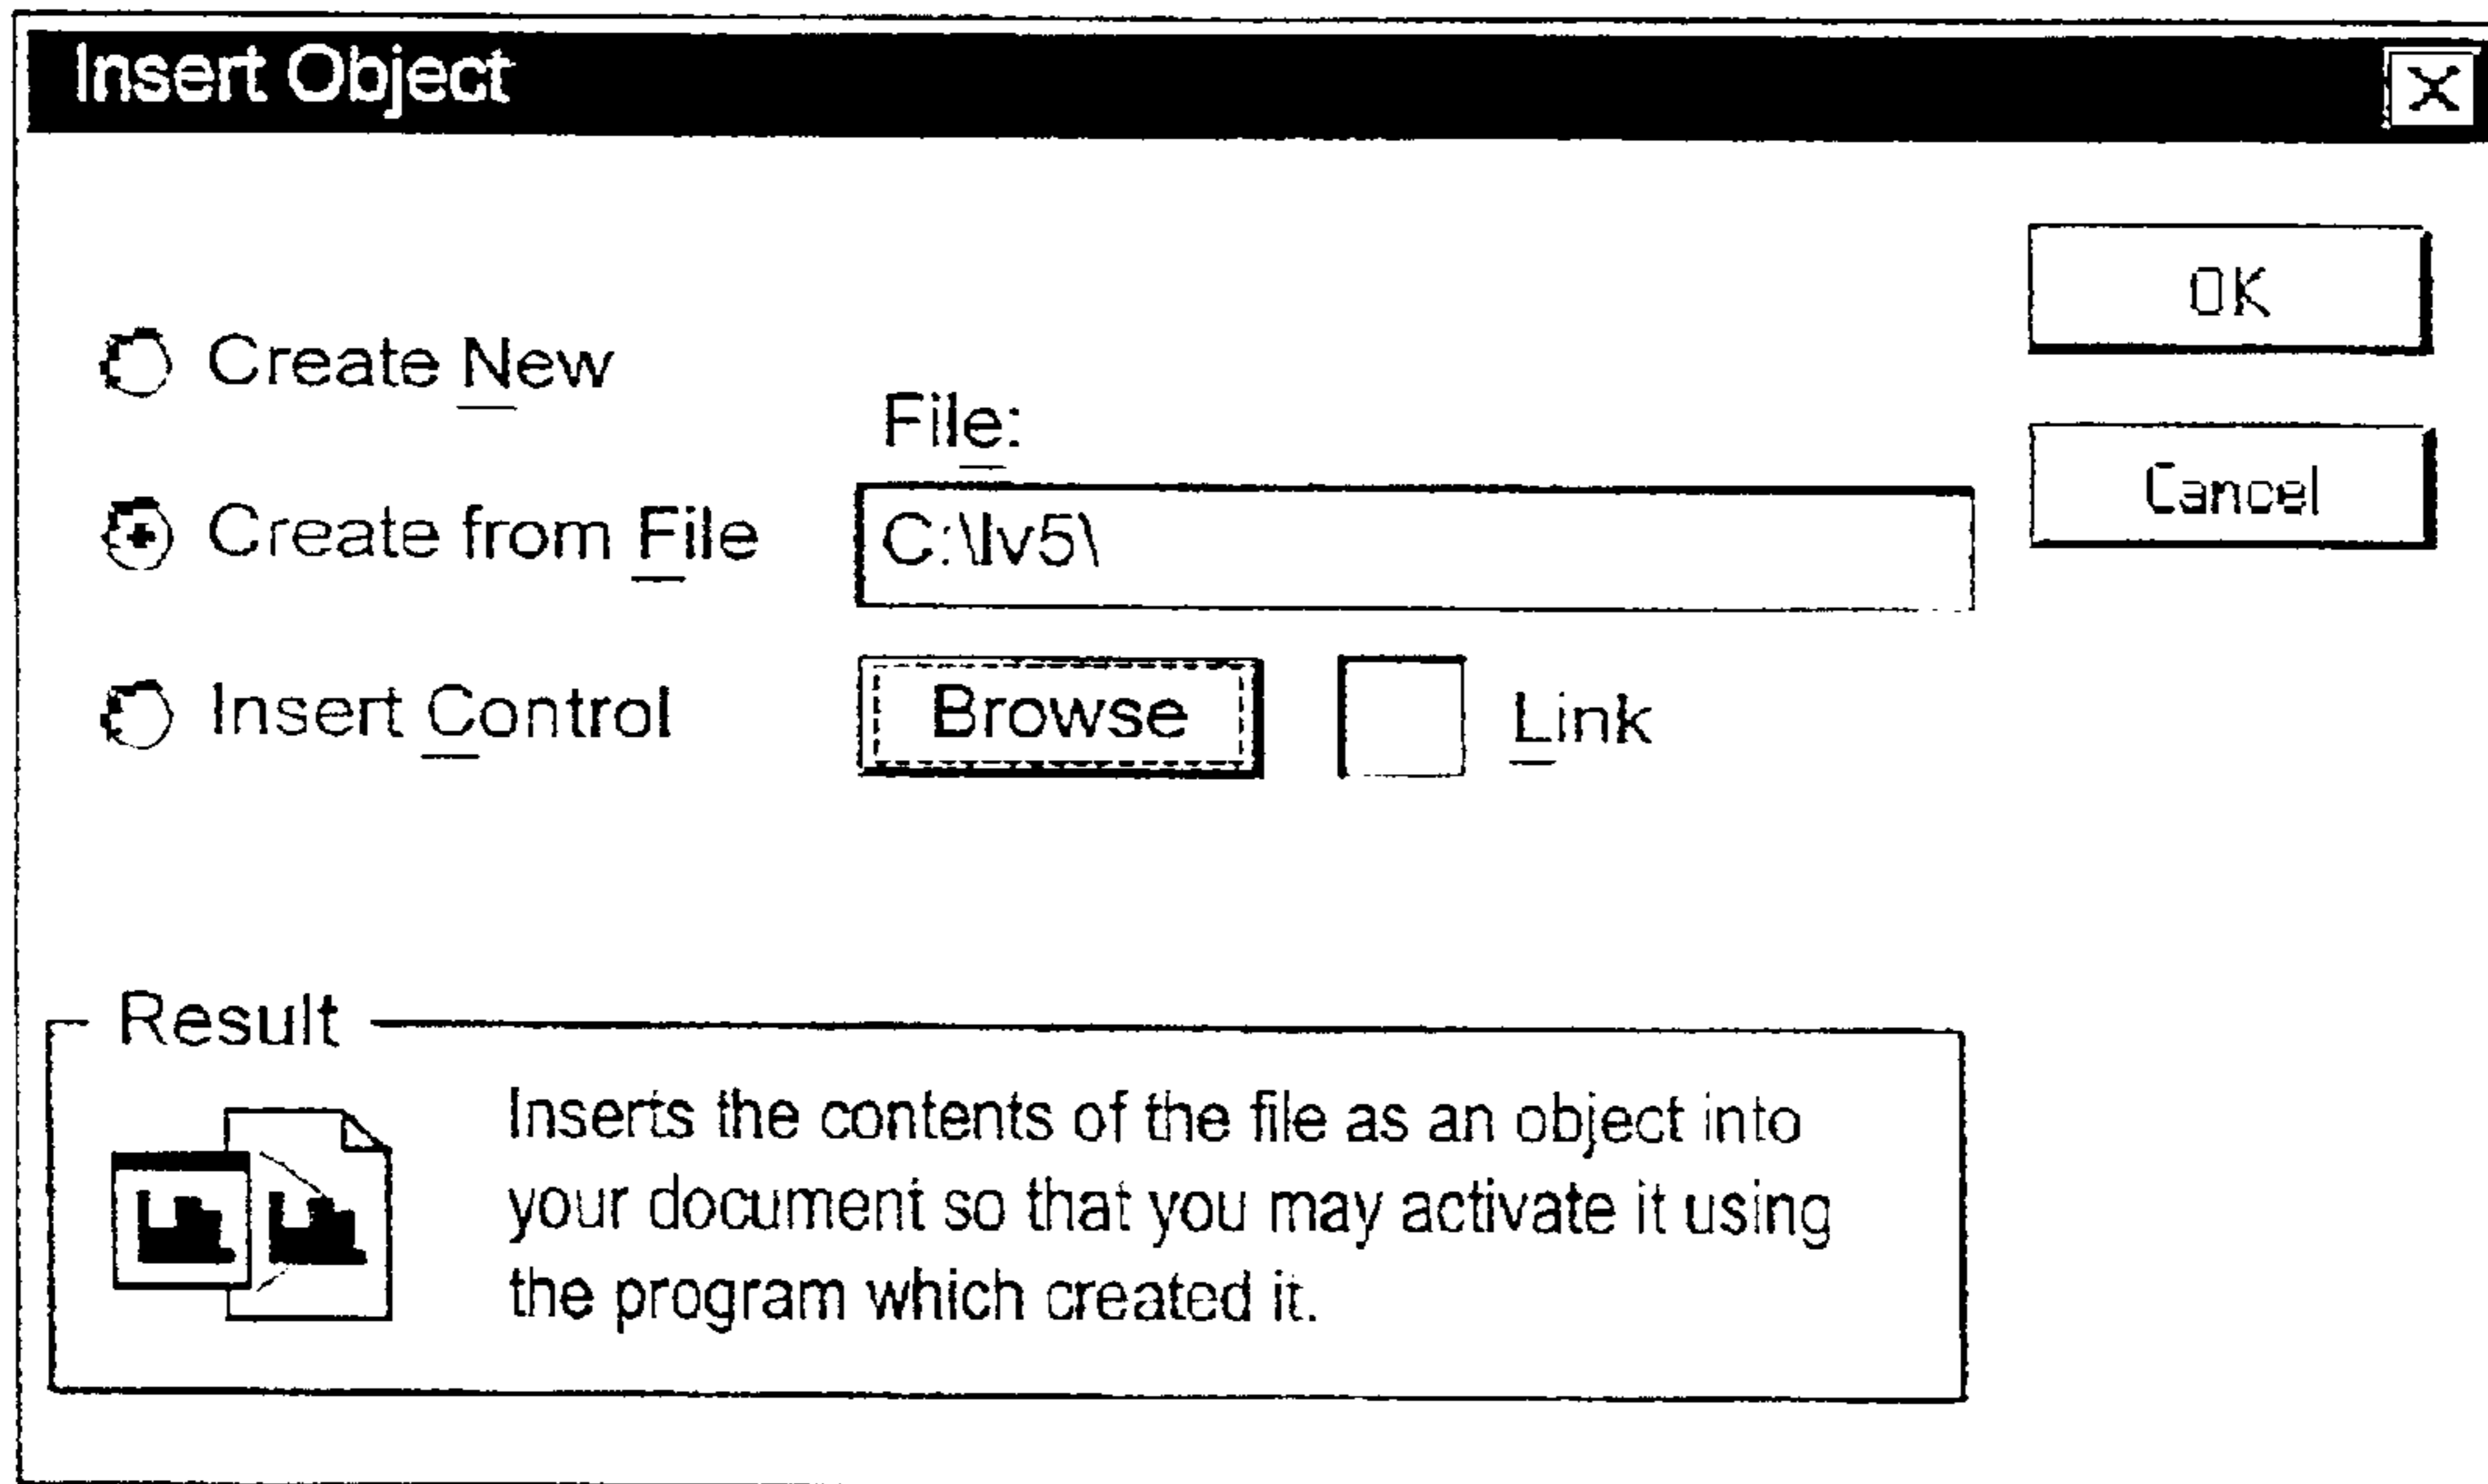 Insert Object
OK
Create New
File:
Cancel
Create from File
C:\lv5\
Insert Control
Browse
Link
Result
Inserts the contents of the file as an object into
your document so that you may activate it using
the program which created it.